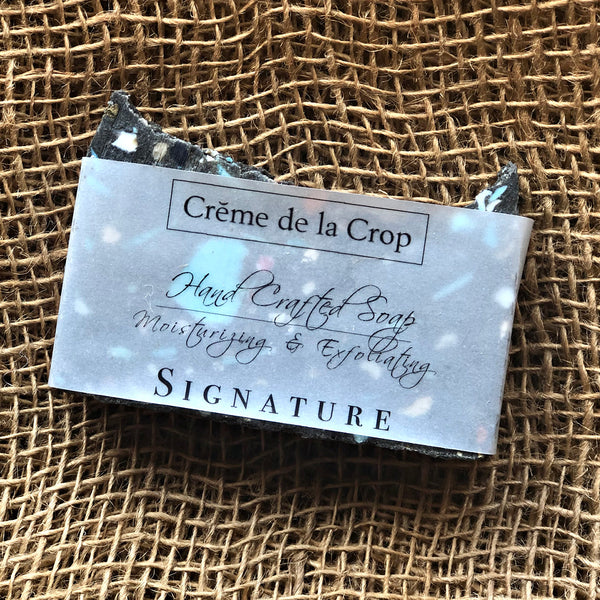 Crĕme de la Crop
Hand Crafted Soap
Moisturizing & Exfoliating
SIGNATURE